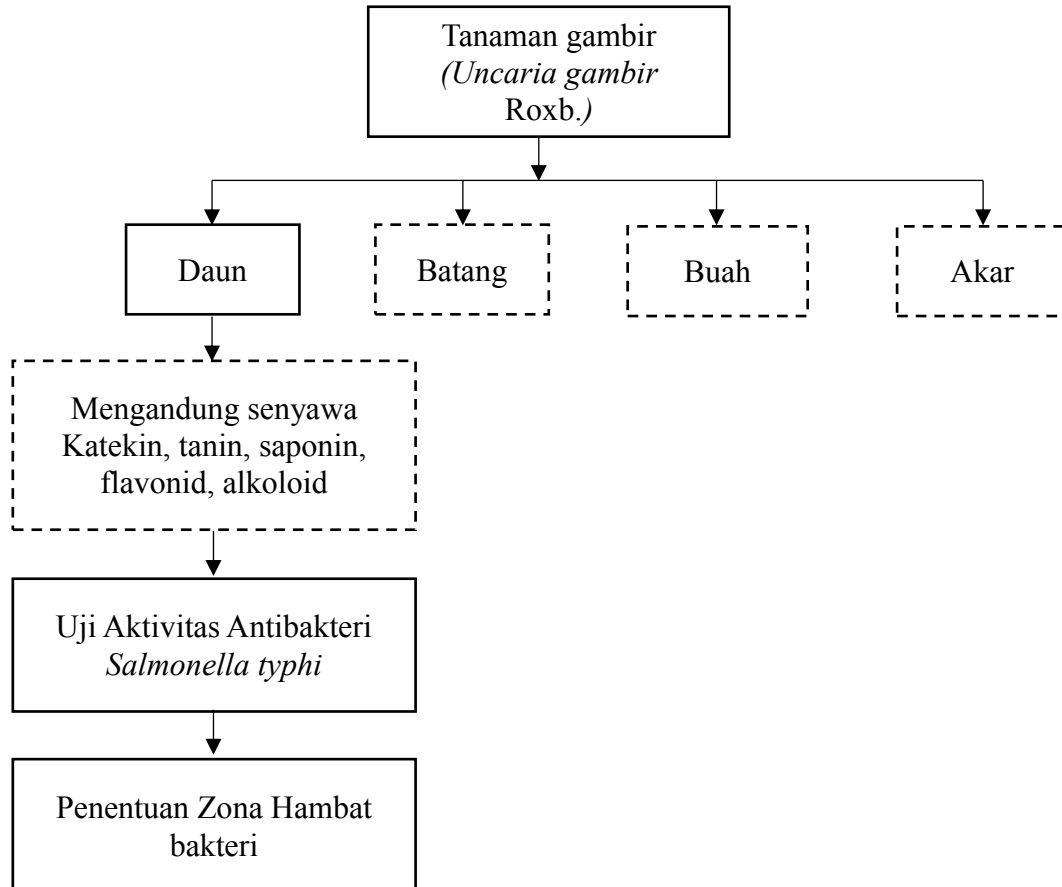 Tanaman gambir
(Uncaria gambir
Roxb.)
Daun
Batang
Buah
Akar
Mengandung senyawa
Katekin, tanin, saponin,
flavonid, alkoloid
Uji Aktivitas Antibakteri
Salmonella typhi
Penentuan Zona Hambat
bakteri